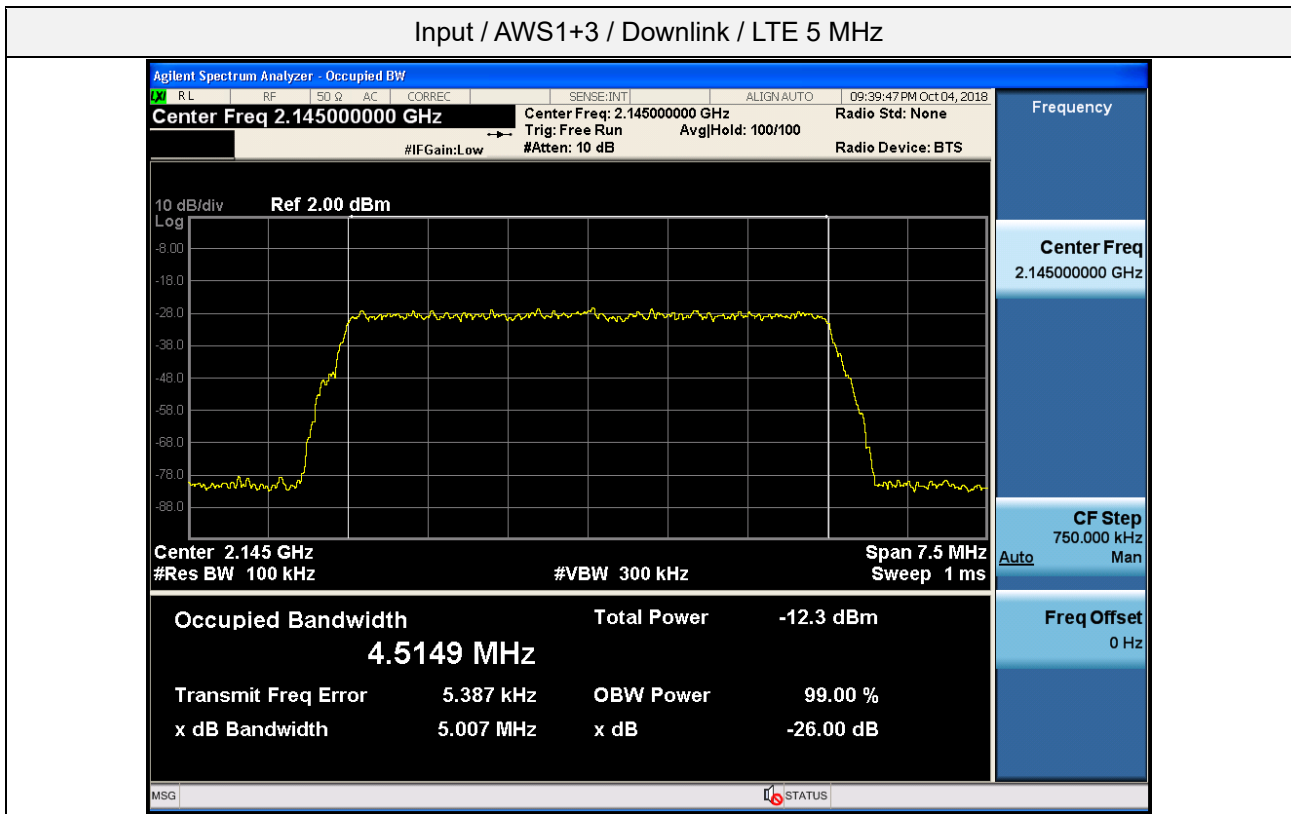 Input / AWS1+3 / Downlink / LTE 5 MHz
Agilent Spectrum Analyzer - Occupied BW
LXI RL RF 50 Ω AC CORREC SENSE:INT ALIGN AUTO 09:39:47 PM Oct 04, 2018
Center Freq 2.145000000 GHz
Center Freq: 2.145000000 GHz Radio Std: None
Trig: Free Run Avg|Hold: 100/100
#IFGain:Low #Atten: 10 dB Radio Device: BTS
10 dB/div Ref 2.00 dBm
Log
-8.00
-18.0
-28.0
-38.0
-48.0
-58.0
-68.0
-78.0
-88.0
Center 2.145 GHz Span 7.5 MHz
#Res BW 100 kHz #VBW 300 kHz Sweep 1 ms
Occupied Bandwidth Total Power -12.3 dBm
4.5149 MHz
Transmit Freq Error 5.387 kHz OBW Power 99.00 %
x dB Bandwidth 5.007 MHz x dB -26.00 dB
MSG STATUS
Frequency
Center Freq
2.145000000 GHz
CF Step
750.000 kHz
Auto Man
Freq Offset
0 Hz